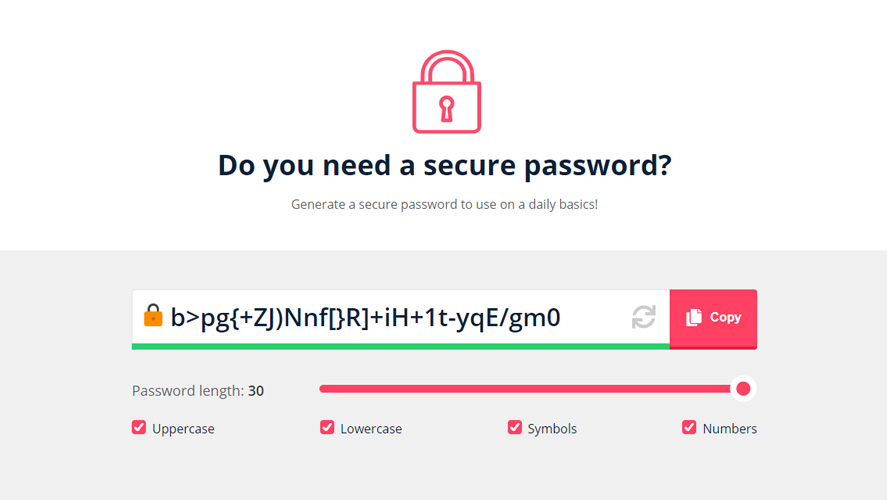 Do you need a secure password?
Generate a secure password to use on a daily basics!
b>pg{+ZJ)Nnf[}R]+iH+1t-yqE/gm0
Copy
Password length: 30
Uppercase
Lowercase
Symbols
Numbers